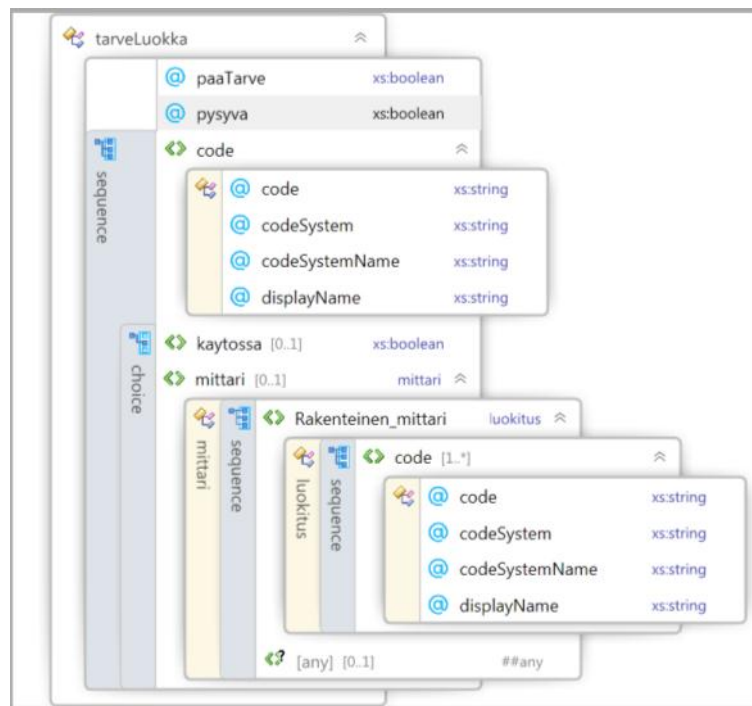 tarveLuokka
paaTarve xs:boolean
pysyva xs:boolean
sequence
code
code xs:string
codeSystem xs:string
codeSystemName xs:string
displayName xs:string
choice
kaytossa [0..1] xs:boolean
mittari [0..1] mittari
mittari
sequence
Rakenteinen_mittari luokitus
luokitus
sequence
code [1..*]
code xs:string
codeSystem xs:string
codeSystemName xs:string
displayName xs:string
[any] [0..1] ##any